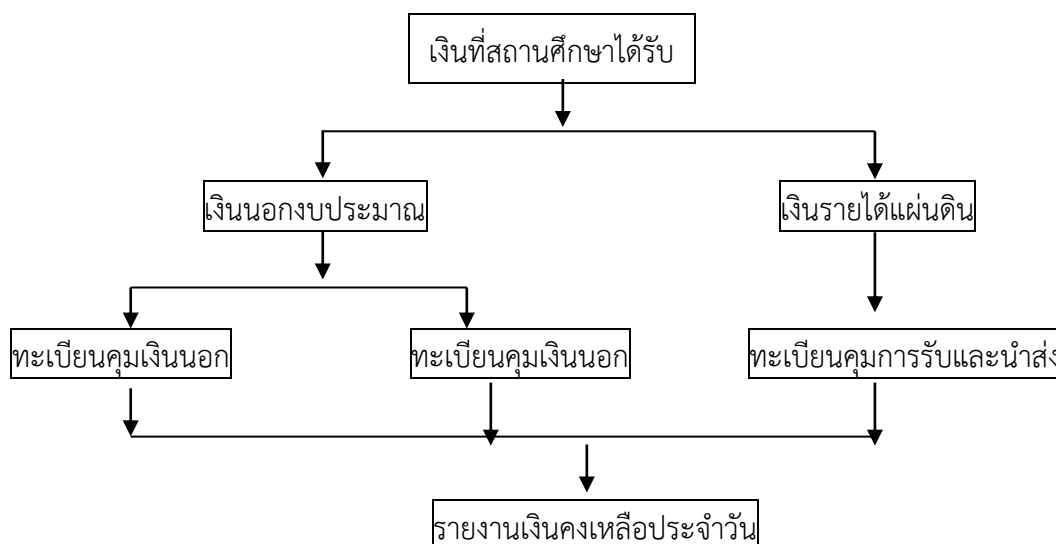 เงินที่สถานศึกษาได้รับ
เงินนอกงบประมาณ
เงินรายได้แผ่นดิน
ทะเบียนคุมเงินนอก
ทะเบียนคุมเงินนอก
ทะเบียนคุมการรับและนำส่ง
รายงานเงินคงเหลือประจำวัน